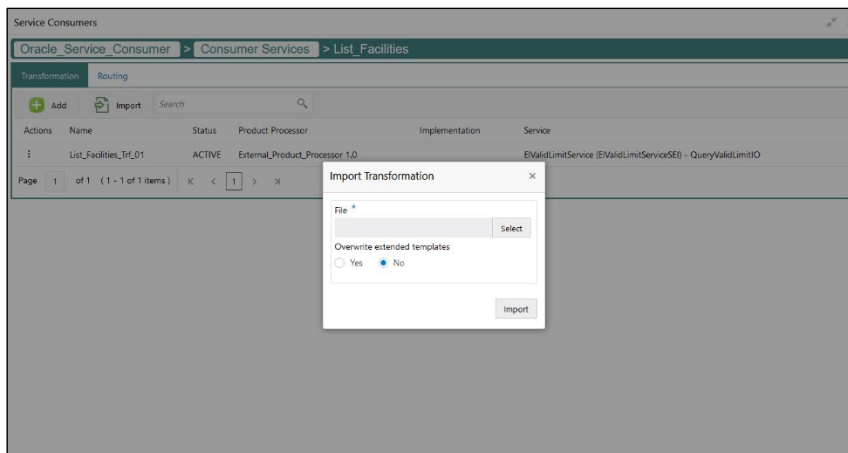 Service Consumers
Oracle_Service_Consumer > Consumer Services > List_Facilities
Transformation Routing
Add Import Search
Actions Name Status Product Processor Implementation Service
List_Facilities_Trf_01 ACTIVE External_Product_Processor 1.0 EIValidLimitService (EIValidLimitServiceSEI) - QueryValidLimitIO
Page 1 of 1 (1 - 1 of 1 items) K < 1 > >|
Import Transformation ×
File *
Select
Overwrite extended templates
Yes No
Import